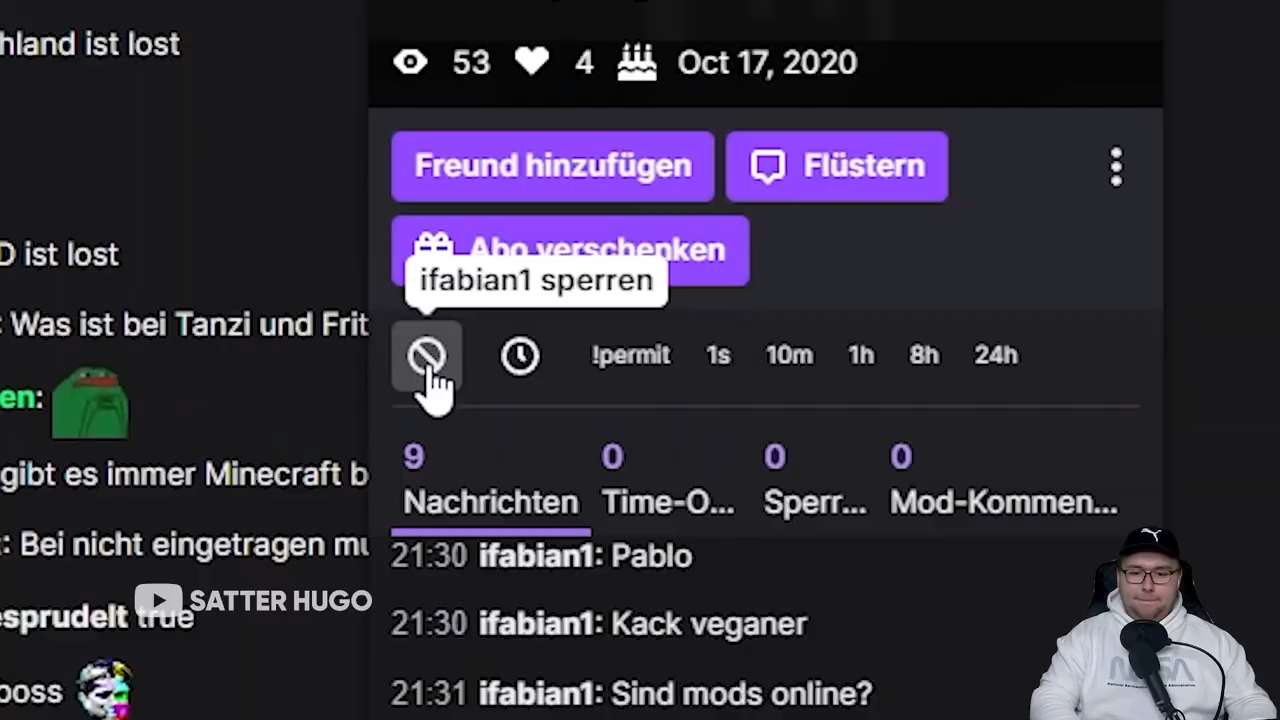 hland ist lost
53 4 Oct 17, 2020
Freund hinzufügen Flüstern
Abo verschenken
D ist lost
ifabian1 sperren
: Was ist bei Tanzi und Frit
!permit 1s 10m 1h 8h 24h
en:
9 0 0 0
gibt es immer Minecraft b
Nachrichten Time-O... Sperr... Mod-Kommen...
: Bei nicht eingetragen mu
21:30 ifabian1: Pablo
SATTER HUGO
esprudelt true
21:30 ifabian1: Kack veganer
ooss
21:31 ifabian1: Sind mods online?
NASA